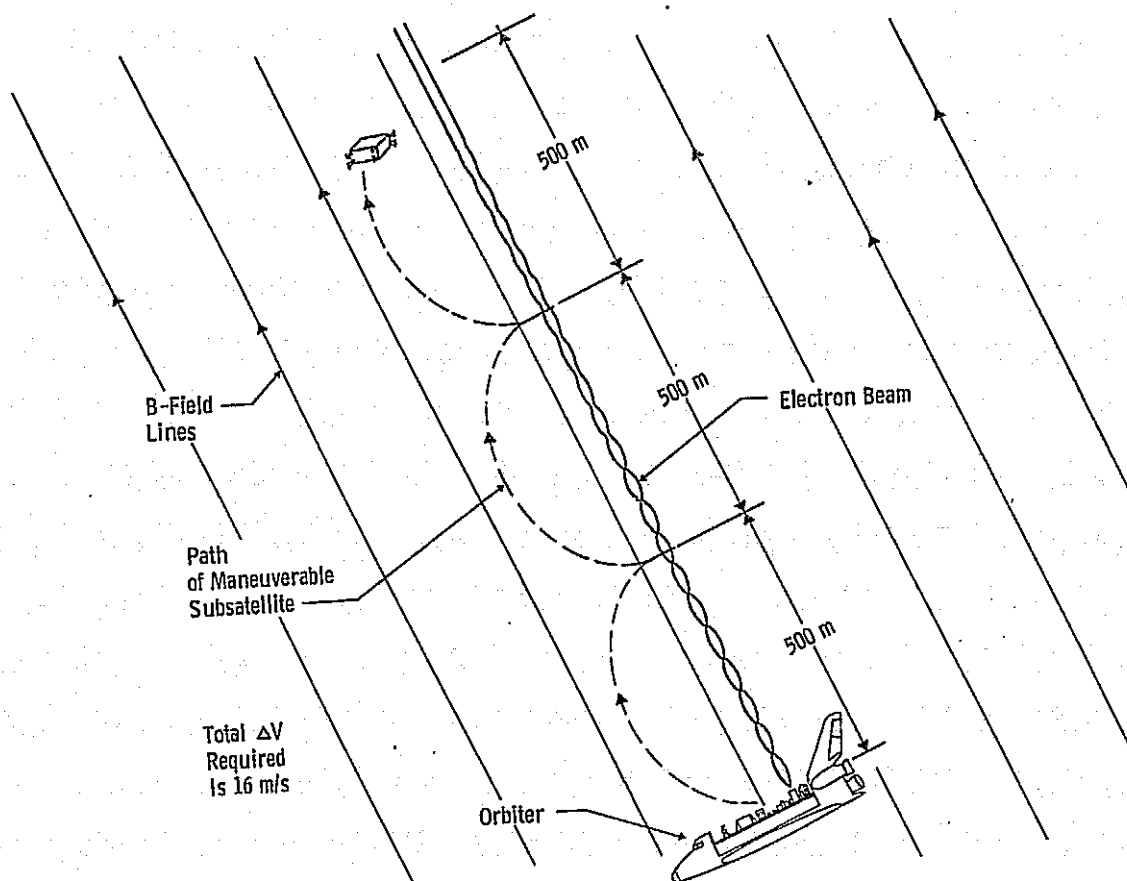 500 m
B-Field
Lines
500 m
Electron Beam
Path
of Maneuverable
Subsatellite
500 m
Total ΔV
Required
Is 16 m/s
Orbiter